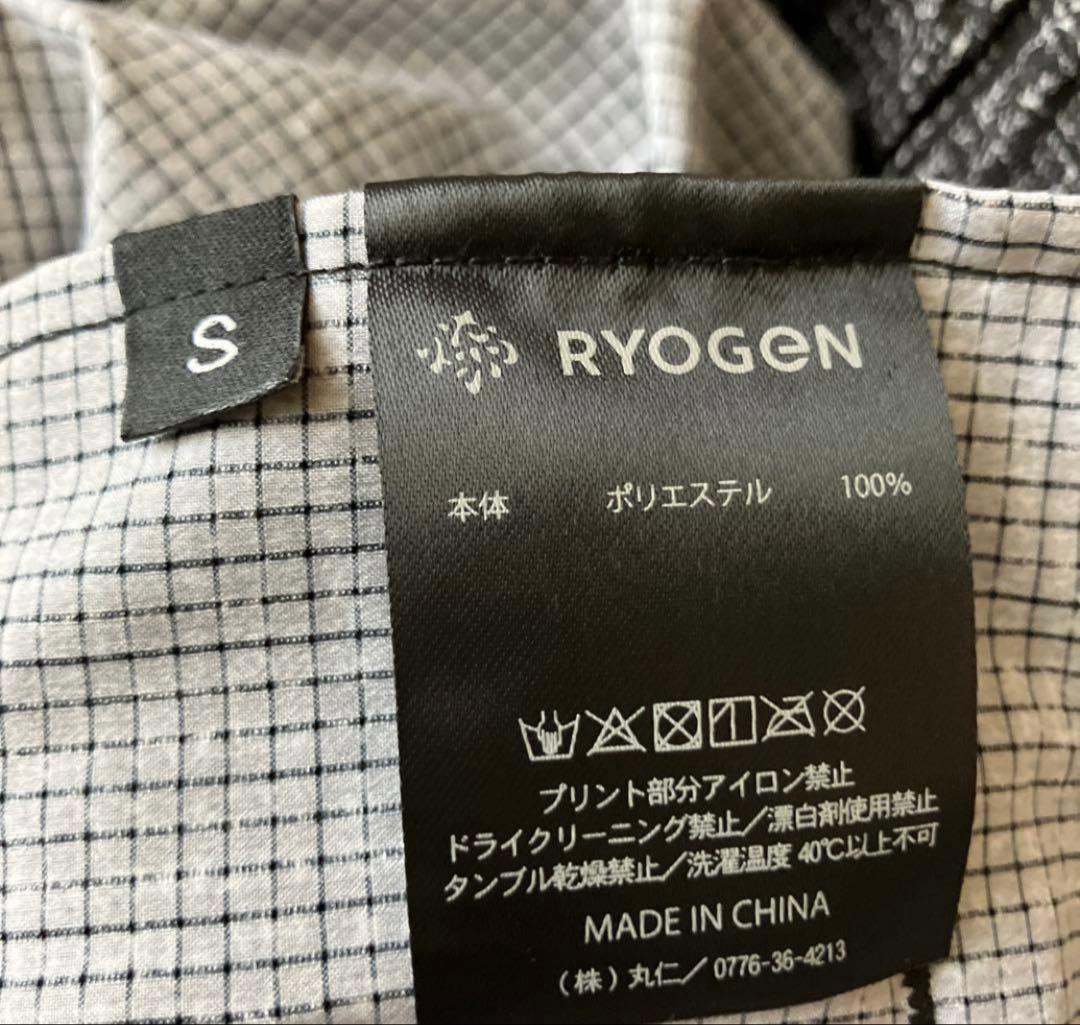 S
RYOGeN
本体 ポリエステル 100%
プリント部分アイロン禁止
ドライクリーニング禁止／漂白剤使用禁止
タンブル乾燥禁止／洗濯温度 40℃以上不可
MADE IN CHINA
（株）丸仁／0776-36-4213